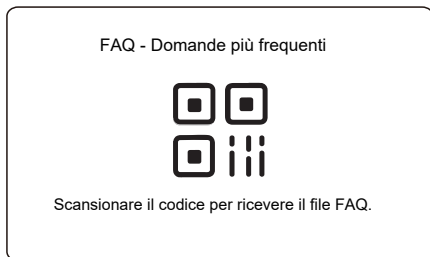 FAQ - Domande più frequenti
Scansionare il codice per ricevere il file FAQ.